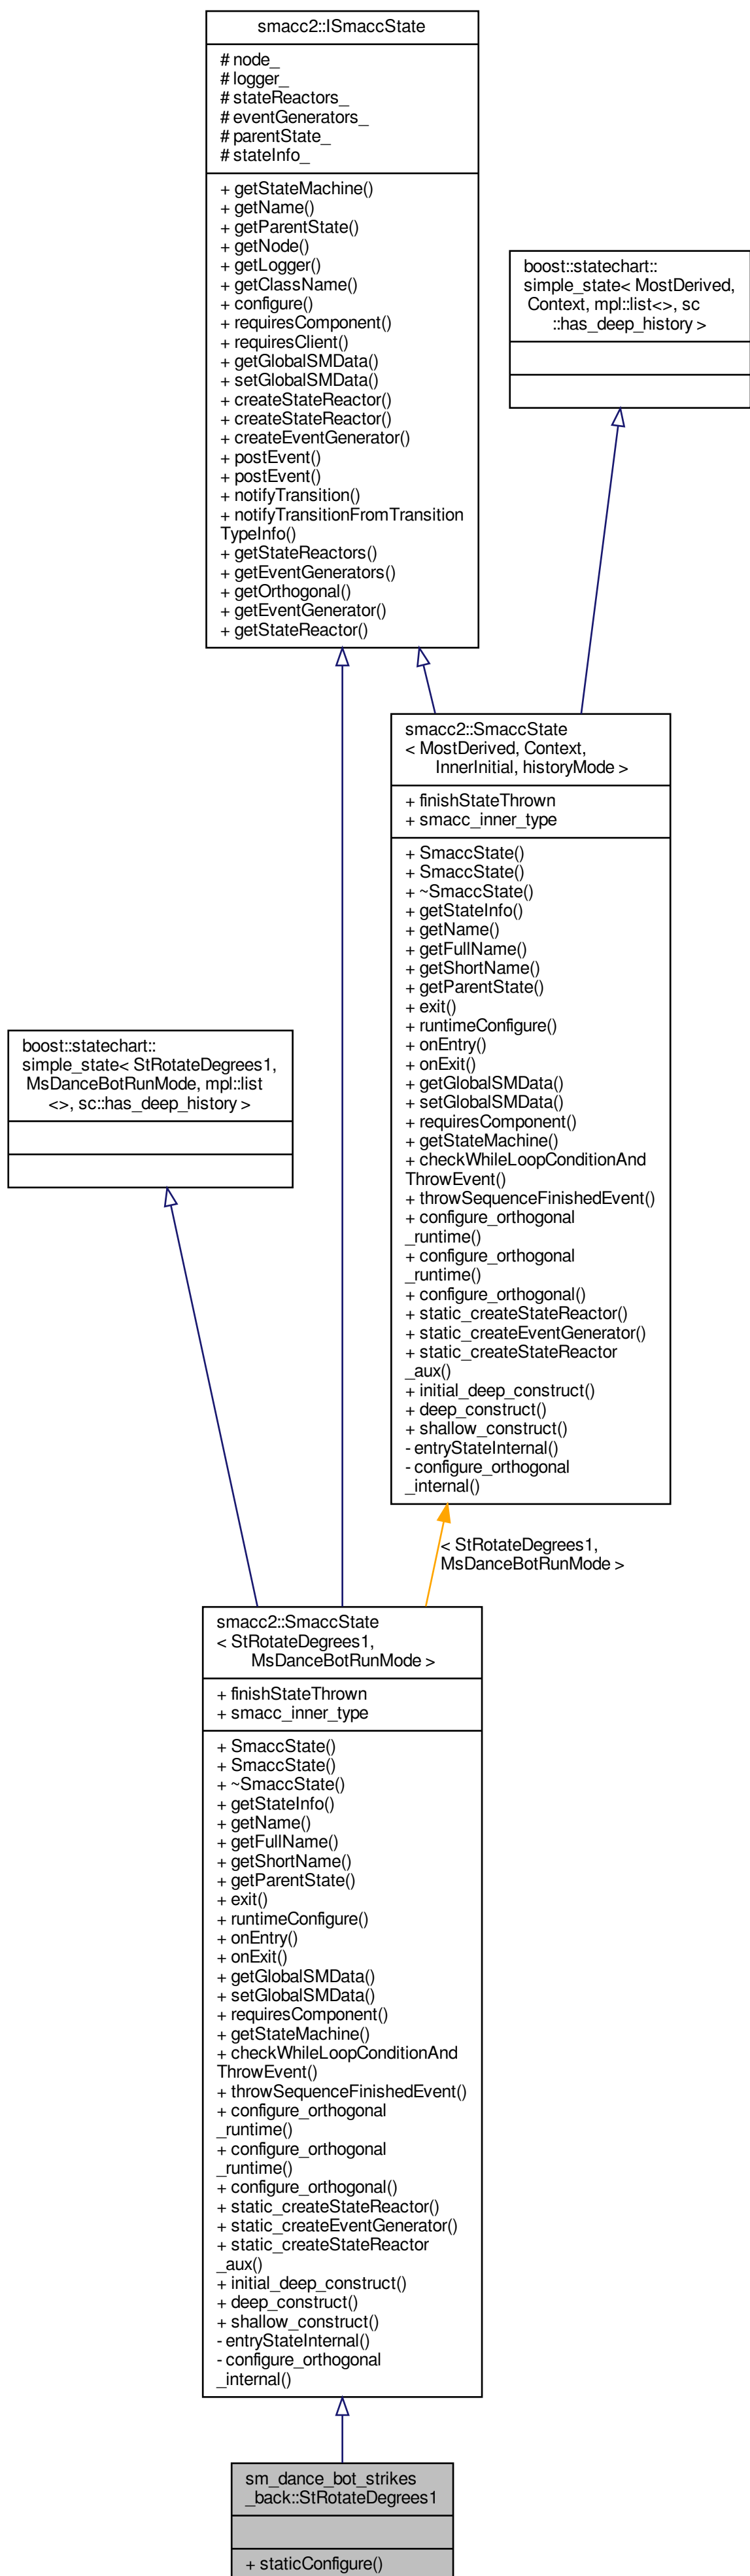 smacc2::ISmaccState
# node_
# logger_
# stateReactors_
# eventGenerators_
# parentState_
# stateInfo_
+ getStateMachine()
+ getName()
+ getParentState()
+ getNode()
+ getLogger()
+ getClassName()
+ configure()
+ requiresComponent()
+ requiresClient()
+ getGlobalSMData()
+ setGlobalSMData()
+ createStateReactor()
+ createStateReactor()
+ createEventGenerator()
+ postEvent()
+ postEvent()
+ notifyTransition()
+ notifyTransitionFromTransition
TypeInfo()
+ getStateReactors()
+ getEventGenerators()
+ getOrthogonal()
+ getEventGenerator()
+ getStateReactor()
boost::statechart::
simple_state< MostDerived,
Context, mpl::list<>, sc
::has_deep_history >
smacc2::SmaccState
< MostDerived, Context,
InnerInitial, historyMode >
+ finishStateThrown
+ smacc_inner_type
+ SmaccState()
+ SmaccState()
+ ~SmaccState()
+ getStateInfo()
+ getName()
+ getFullName()
+ getShortName()
+ getParentState()
+ exit()
+ runtimeConfigure()
+ onEntry()
+ onExit()
+ getGlobalSMData()
+ setGlobalSMData()
+ requiresComponent()
+ getStateMachine()
+ checkWhileLoopConditionAnd
ThrowEvent()
+ throwSequenceFinishedEvent()
+ configure_orthogonal
_runtime()
+ configure_orthogonal
_runtime()
+ configure_orthogonal()
+ static_createStateReactor()
+ static_createEventGenerator()
+ static_createStateReactor
_aux()
+ initial_deep_construct()
+ deep_construct()
+ shallow_construct()
- entryStateInternal()
- configure_orthogonal
_internal()
boost::statechart::
simple_state< StRotateDegrees1,
MsDanceBotRunMode, mpl::list
<>, sc::has_deep_history >
< StRotateDegrees1,
MsDanceBotRunMode >
smacc2::SmaccState
< StRotateDegrees1,
MsDanceBotRunMode >
+ finishStateThrown
+ smacc_inner_type
+ SmaccState()
+ SmaccState()
+ ~SmaccState()
+ getStateInfo()
+ getName()
+ getFullName()
+ getShortName()
+ getParentState()
+ exit()
+ runtimeConfigure()
+ onEntry()
+ onExit()
+ getGlobalSMData()
+ setGlobalSMData()
+ requiresComponent()
+ getStateMachine()
+ checkWhileLoopConditionAnd
ThrowEvent()
+ throwSequenceFinishedEvent()
+ configure_orthogonal
_runtime()
+ configure_orthogonal
_runtime()
+ configure_orthogonal()
+ static_createStateReactor()
+ static_createEventGenerator()
+ static_createStateReactor
_aux()
+ initial_deep_construct()
+ deep_construct()
+ shallow_construct()
- entryStateInternal()
- configure_orthogonal
_internal()
sm_dance_bot_strikes
_back::StRotateDegrees1
+ staticConfigure()